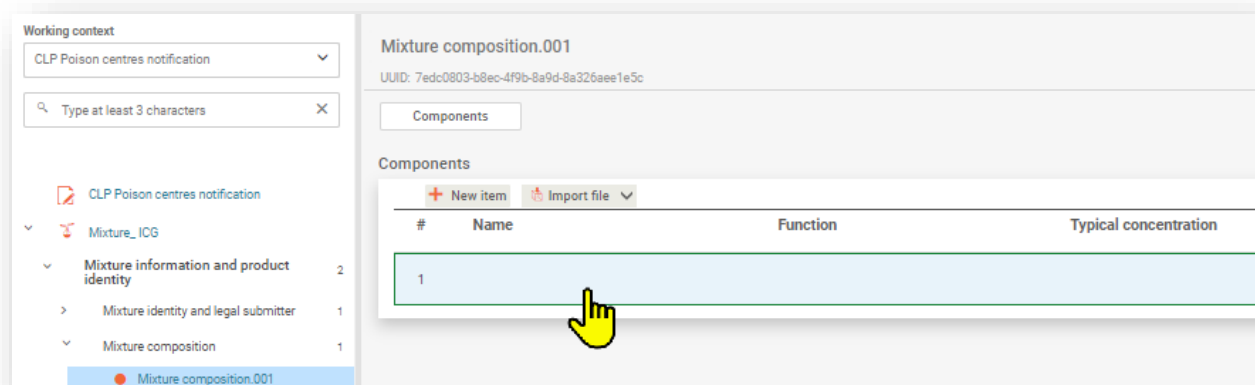 Working context
CLP Poison centres notification
Type at least 3 characters
CLP Poison centres notification
Mixture_ICG
Mixture information and product
identity
2
Mixture identity and legal submitter
1
Mixture composition
1
Mixture composition.001
Mixture composition.001
UUID: 7edc0803-b8ec-4f9b-8a9d-8a326aee1e5c
Components
Components
New item Import file
# Name Function Typical concentration
1